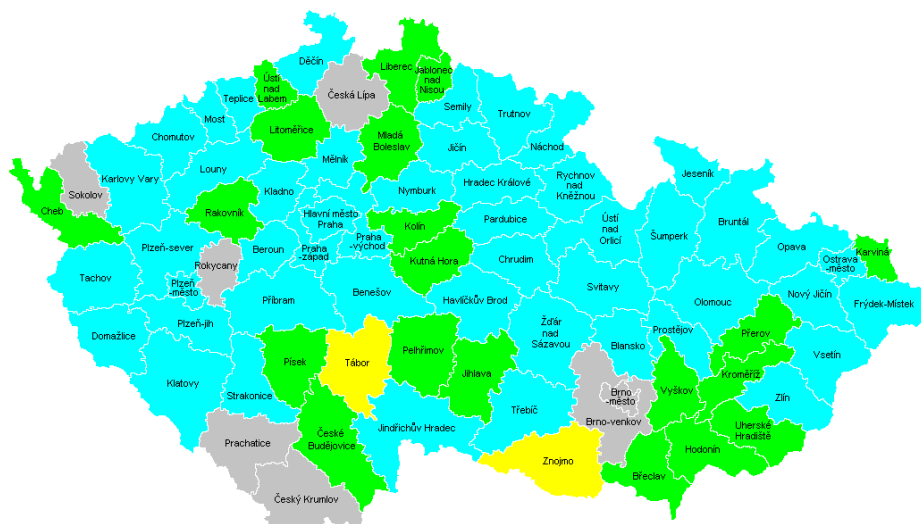 Děčín
Liberec
Jablonec
nad
Nisou
Ústí
nad
Labem
Teplice
Česká Lípa
Semily
Trutnov
Most
Chomutov
Litoměřice
Mladá
Boleslav
Jičín
Náchod
Mělník
Louny
Karlovy Vary
Sokolov
Cheb
Kladno
Nymburk
Hradec Králové
Rychnov
nad
Kněžnou
Jeseník
Rakovník
Hlavní město
Praha
Kolín
Pardubice
Ústí
nad
Orlicí
Šumperk
Bruntál
Plzeň-sever
Beroun
Praha
-západ
Praha
-východ
Opava
Ostrava
-město
Karviná
Rokycany
Kutná Hora
Chrudim
Tachov
Plzeň
-město
Příbram
Benešov
Svitavy
Olomouc
Nový Jičín
Frýdek-Místek
Havlíčkův Brod
Domažlice
Plzeň-jih
Žďár
nad
Sázavou
Prostějov
Přerov
Blansko
Vsetín
Klatovy
Písek
Tábor
Pelhřimov
Jihlava
Kroměříž
Strakonice
Brno
-město
Vyškov
Zlín
Třebíč
Brno-venkov
Prachatice
České
Budějovice
Jindřichův Hradec
Uherské
Hradiště
Hodonín
Znojmo
Břeclav
Český Krumlov